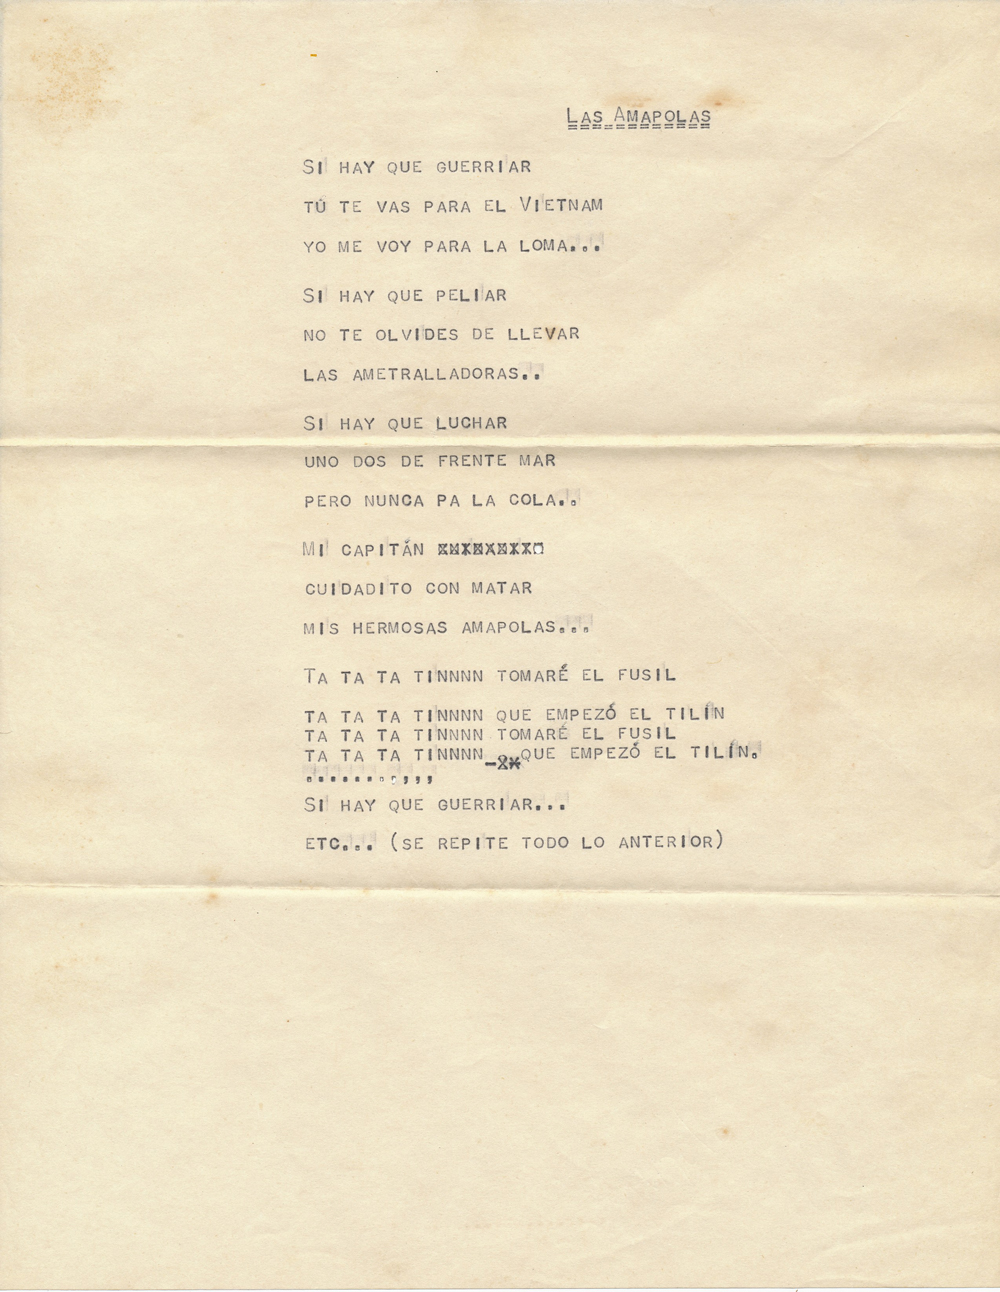 LAS AMAPOLAS
SI HAY QUE GUERRIAR
TÚ TE VAS PARA EL VIETNAM
YO ME VOY PARA LA LOMA...
SI HAY QUE PELIAR
NO TE OLVIDES DE LLEVAR
LAS AMETRALLADORAS..
SI HAY QUE LUCHAR
UNO DOS DE FRENTE MAR
PERO NUNCA PA LA COLA..
MI CAPITÁN
CUIDADITO CON MATAR
MIS HERMOSAS AMAPOLAS...
TA TA TA TINNNN TOMARÉ EL FUSIL
TA TA TA TINNNN QUE EMPEZÓ EL TILÍN
TA TA TA TINNNN TOMARÉ EL FUSIL
TA TA TA TINNNN QUE EMPEZÓ EL TILÍN.
........,,,
SI HAY QUE GUERRIAR...
ETC... (SE REPITE TODO LO ANTERIOR)